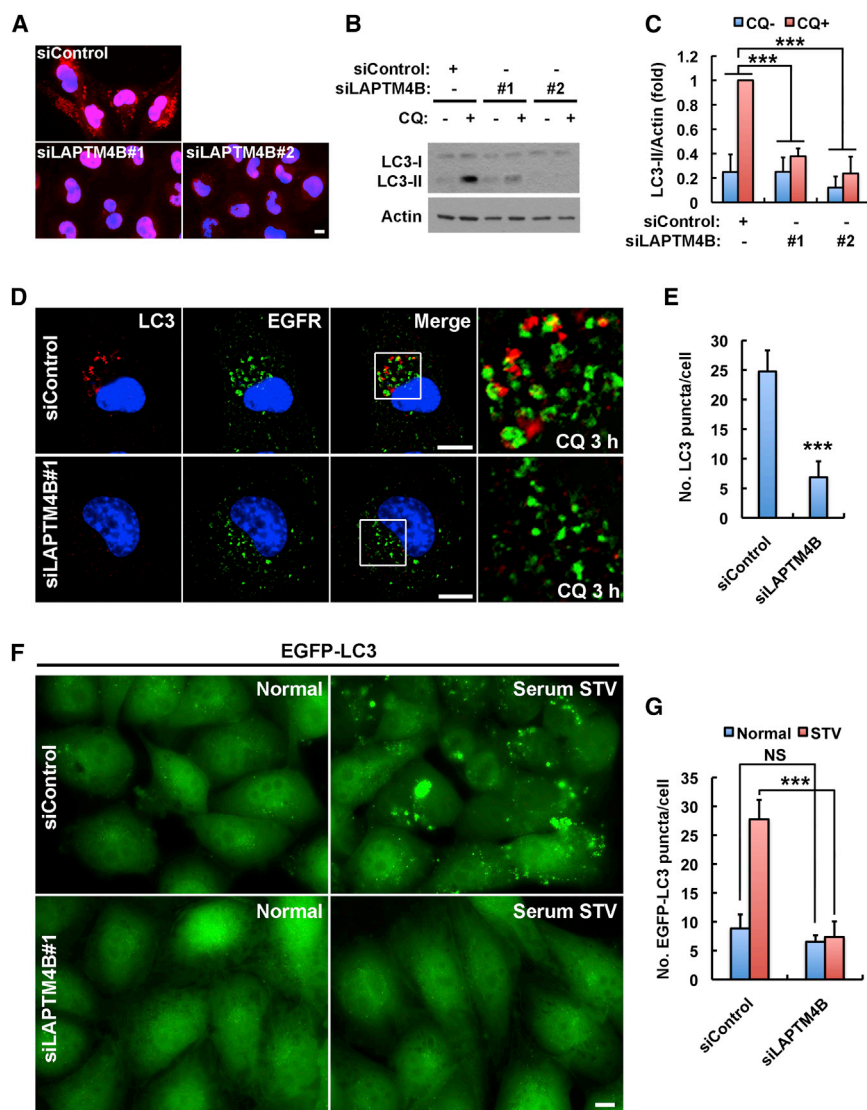 A
siControl
siLAPTM4B#1
siLAPTM4B#2
B
siControl: + - -
siLAPTM4B: - #1 #2
CQ: - + - + - +
LC3-I
LC3-II
Actin
C
CQ- CQ+
***
***
LC3-II/Actin (fold)
1.2
1
0.8
0.6
0.4
0.2
0
siControl: + - -
siLAPTM4B: - #1 #2
D
LC3 EGFR Merge
siControl
CQ 3 h
siLAPTM4B#1
CQ 3 h
E
No. LC3 puncta/cell
30
25
20
15
10
5
0
***
siControl
siLAPTM4B
F
EGFP-LC3
Normal
Serum STV
siControl
Normal
Serum STV
siLAPTM4B#1
G
Normal STV
NS
***
No. EGFP-LC3 puncta/cell
35
30
25
20
15
10
5
0
siControl
siLAPTM4B